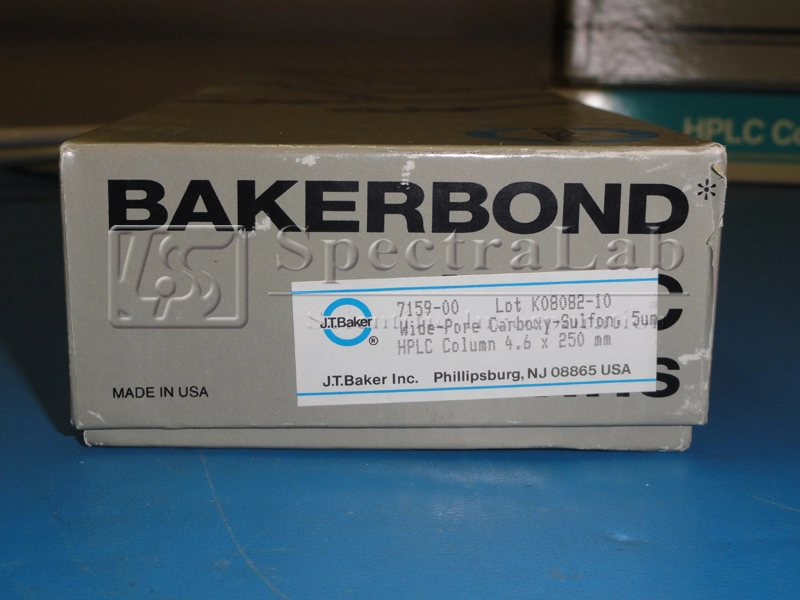 BAKERBOND*
SpectraLab
HPLC Co
C
J.T.Baker
®
7159-00 Lot K08082-10
Wide-Pore Carboxy-Sulfon, 5um
HPLC Column 4.6 x 250 mm
J.T.Baker Inc. Phillipsburg, NJ 08865 USA
MADE IN USA